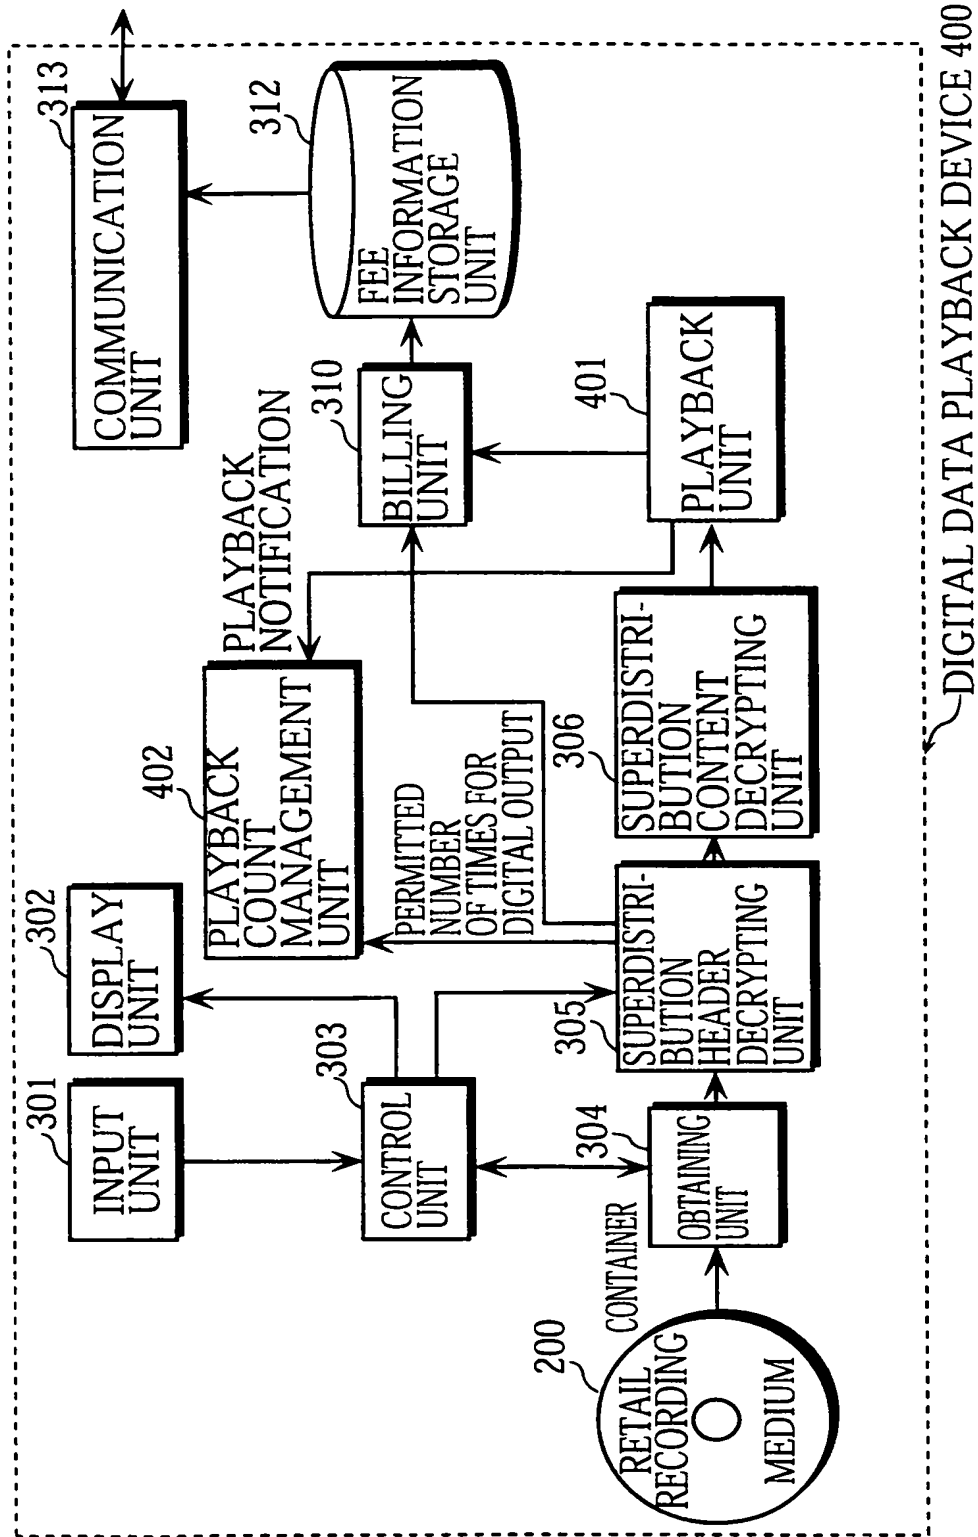 301
INPUT
UNIT
302
DISPLAY
UNIT
313
COMMUNICATION
UNIT
402
PLAYBACK
COUNT
MANAGEMENT
UNIT
PLAYBACK
NOTIFICATION
312
FEE
INFORMATION
STORAGE
UNIT
303
CONTROL
UNIT
PERMITTED
NUMBER
OF TIMES FOR
DIGITAL OUTPUT
310
BILLING
UNIT
200
RETAIL
RECORDING
MEDIUM
CONTAINER
304
OBTAINING
UNIT
305
SUPERDISTRI-
BUTION
HEADER
DECRYPTING
UNIT
306
SUPERDISTRI-
BUTION
CONTENT
DECRYPTING
UNIT
401
PLAYBACK
UNIT
DIGITAL DATA PLAYBACK DEVICE 400